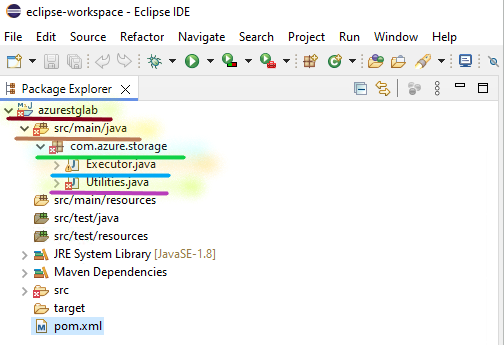 eclipse-workspace - Eclipse IDE
File Edit Source Refactor Navigate Search Project Run Window Help
Package Explorer
azurestglab
src/main/java
com.azure.storage
Executor.java
Utilities.java
src/main/resources
src/test/java
src/test/resources
JRE System Library [JavaSE-1.8]
Maven Dependencies
src
target
pom.xml